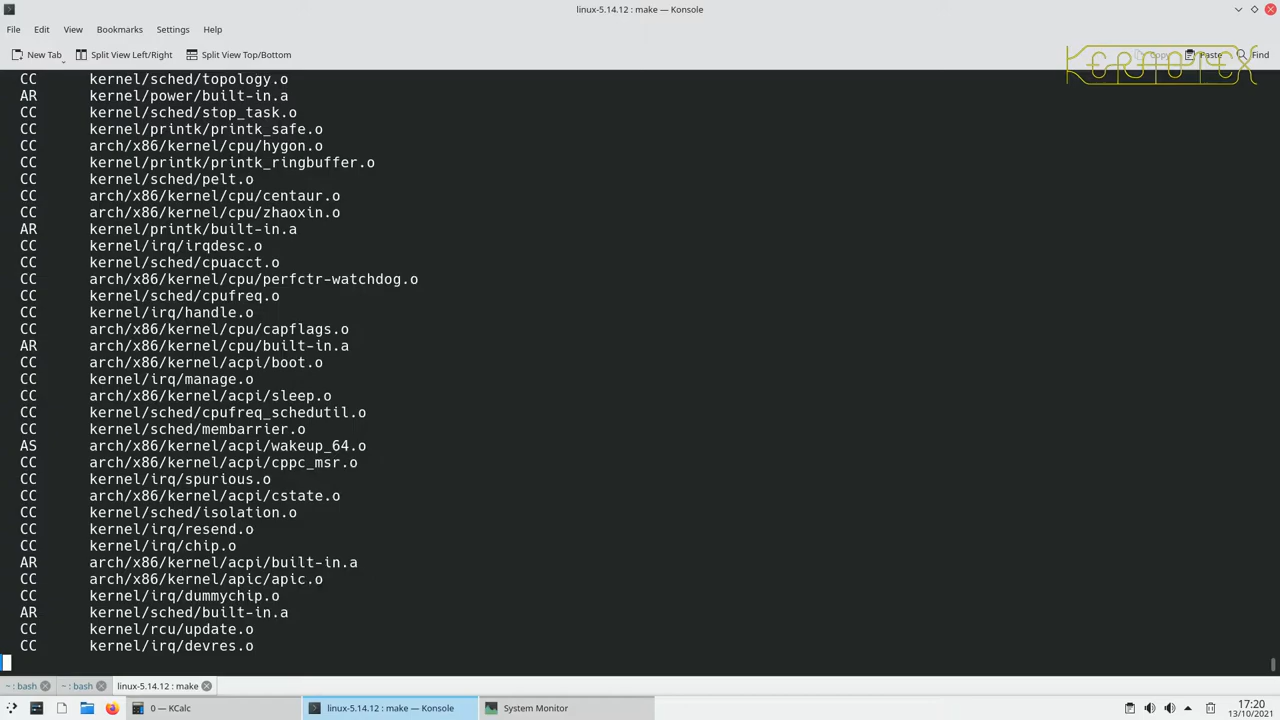 linux-5.14.12 : make — Konsole
File Edit View Bookmarks Settings Help
New Tab Split View Left/Right Split View Top/Bottom Copy Paste Find
KERNOTEX
CC kernel/sched/topology.o
AR kernel/power/built-in.a
CC kernel/sched/stop_task.o
CC kernel/printk/printk_safe.o
CC arch/x86/kernel/cpu/hygon.o
CC kernel/printk/printk_ringbuffer.o
CC kernel/sched/pelt.o
CC arch/x86/kernel/cpu/centaur.o
CC arch/x86/kernel/cpu/zhaoxin.o
AR kernel/printk/built-in.a
CC kernel/irq/irqdesc.o
CC kernel/sched/cpuacct.o
CC arch/x86/kernel/cpu/perfctr-watchdog.o
CC kernel/sched/cpufreq.o
CC kernel/irq/handle.o
CC arch/x86/kernel/cpu/capflags.o
AR arch/x86/kernel/cpu/built-in.a
CC arch/x86/kernel/acpi/boot.o
CC kernel/irq/manage.o
CC arch/x86/kernel/acpi/sleep.o
CC kernel/sched/cpufreq_schedutil.o
CC kernel/sched/membarrier.o
AS arch/x86/kernel/acpi/wakeup_64.o
CC arch/x86/kernel/acpi/cppc_msr.o
CC kernel/irq/spurious.o
CC arch/x86/kernel/acpi/cstate.o
CC kernel/sched/isolation.o
CC kernel/irq/resend.o
CC kernel/irq/chip.o
AR arch/x86/kernel/acpi/built-in.a
CC arch/x86/kernel/apic/apic.o
CC kernel/irq/dummychip.o
AR kernel/sched/built-in.a
CC kernel/rcu/update.o
CC kernel/irq/devres.o
~ : bash ~ : bash linux-5.14.12 : make
0 — KCalc linux-5.14.12 : make — Konsole System Monitor 17:20
13/10/2021